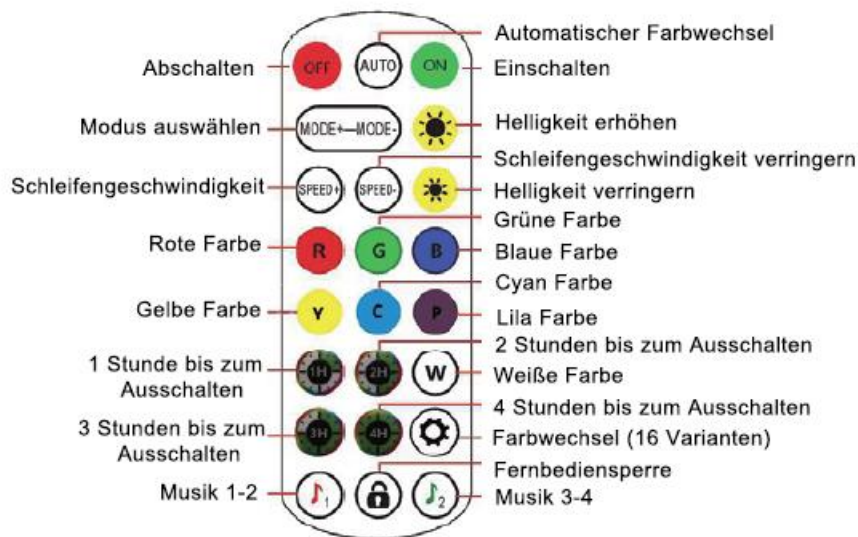 Automatischer Farbwechsel
Abschalten
OFF
AUTO
ON
Einschalten
Modus auswählen
MODE+—MODE-
Helligkeit erhöhen
Schleifengeschwindigkeit verringern
Schleifengeschwindigkeit
SPEED+
SPEED-
Helligkeit verringern
Grüne Farbe
Rote Farbe
R
G
B
Blaue Farbe
Cyan Farbe
Gelbe Farbe
Y
C
P
Lila Farbe
2 Stunden bis zum Ausschalten
1 Stunde bis zum
Ausschalten
1H
2H
W
Weiße Farbe
4 Stunden bis zum Ausschalten
3 Stunden bis zum
Ausschalten
3H
4H
Farbwechsel (16 Varianten)
Fernbediensperre
Musik 1-2
1
2
Musik 3-4